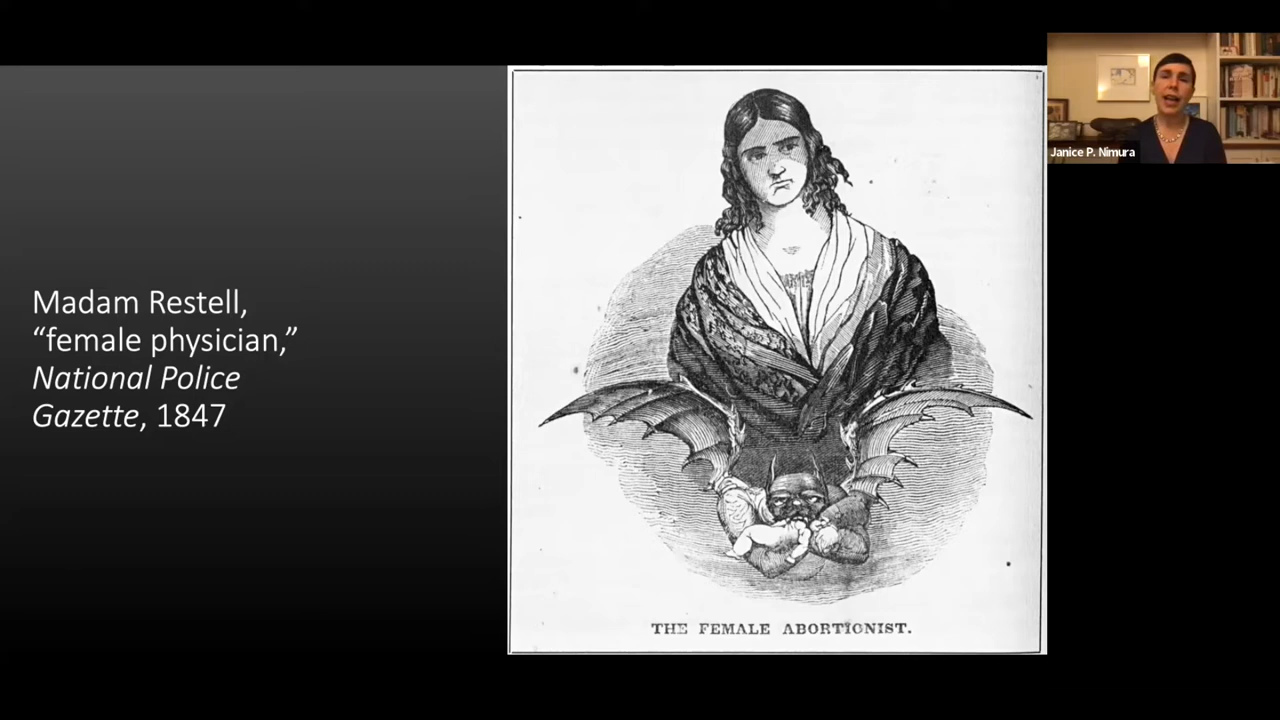 Madam Restell,
“female physician,”
National Police
Gazette, 1847
THE FEMALE ABORTIONIST.
Janice P. Nimura